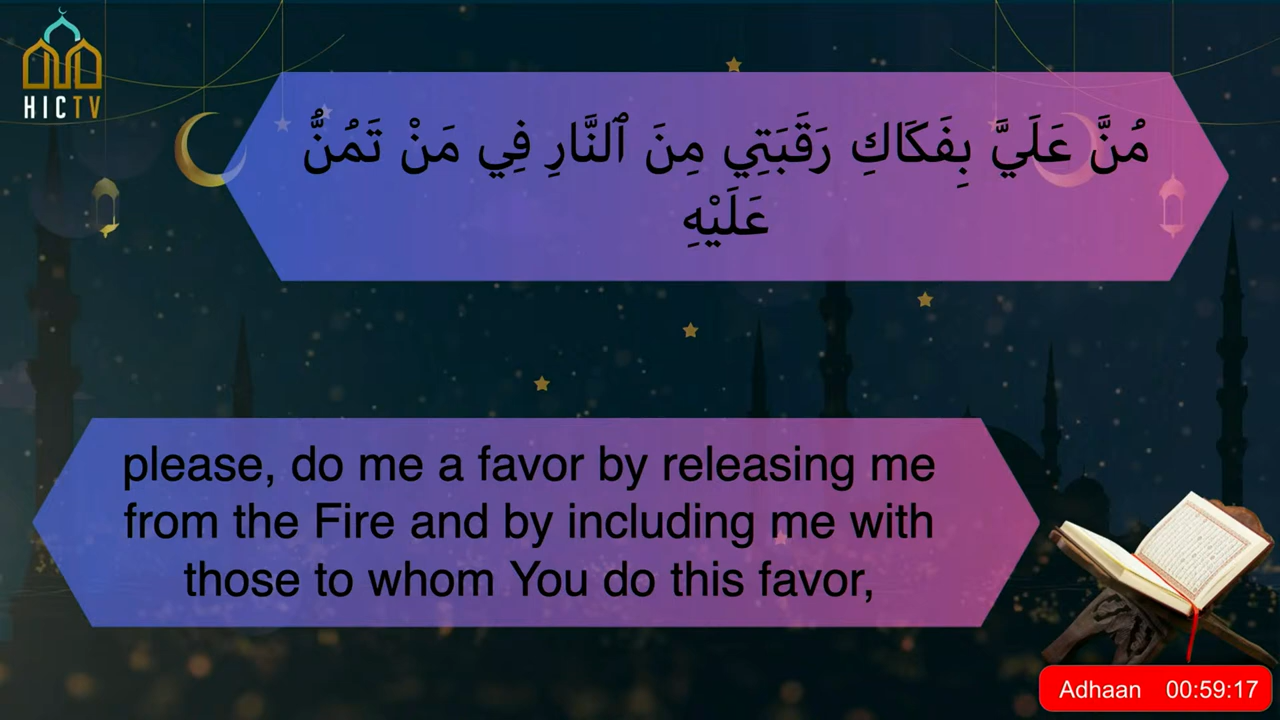 HICTV
مُنَّ عَلَيَّ بِفَكَاكِ رَقَبَتِي مِنَ ٱلنَّارِ فِي مَنْ تَمُنُّ
عَلَيْهِ
please, do me a favor by releasing me
from the Fire and by including me with
those to whom You do this favor,
Adhaan 00:59:17